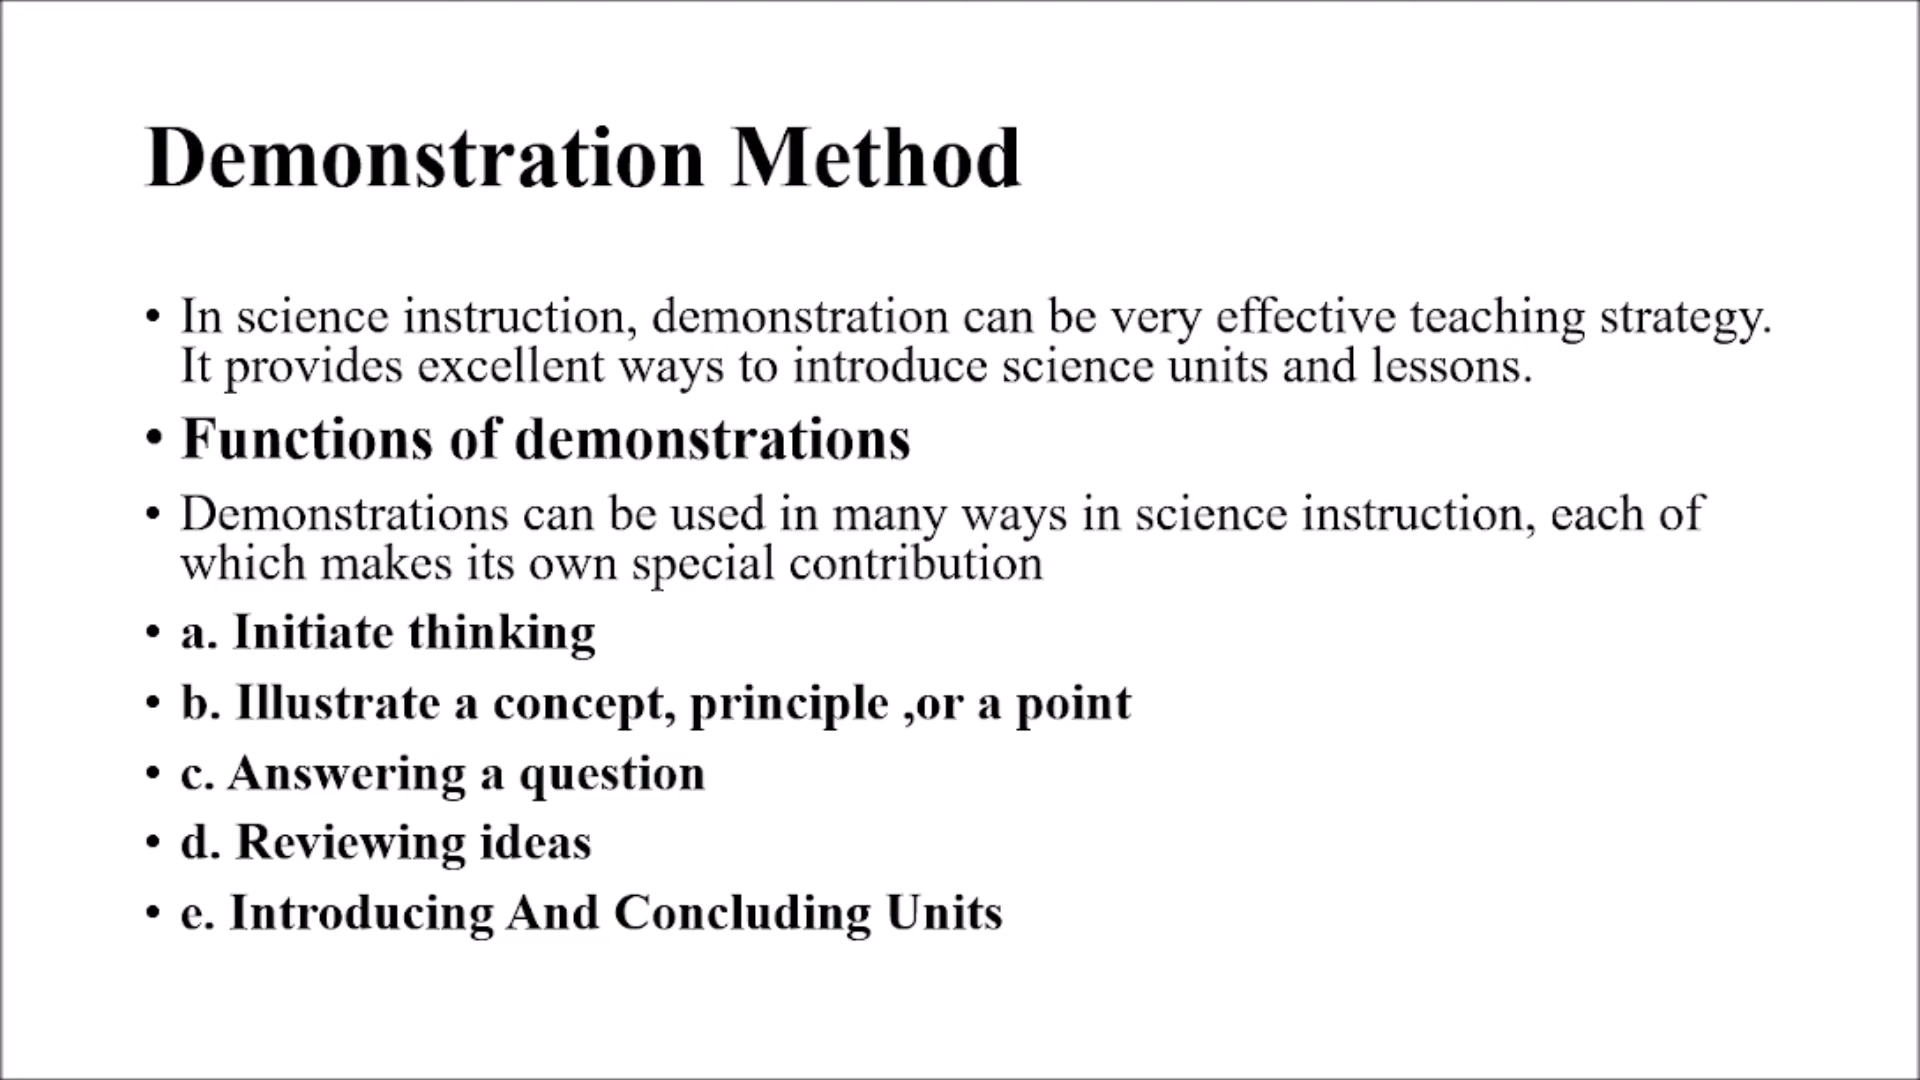 Demonstration Method
• In science instruction, demonstration can be very effective teaching strategy.
It provides excellent ways to introduce science units and lessons.
• Functions of demonstrations
• Demonstrations can be used in many ways in science instruction, each of
which makes its own special contribution
• a. Initiate thinking
• b. Illustrate a concept, principle ,or a point
• c. Answering a question
• d. Reviewing ideas
• e. Introducing And Concluding Units